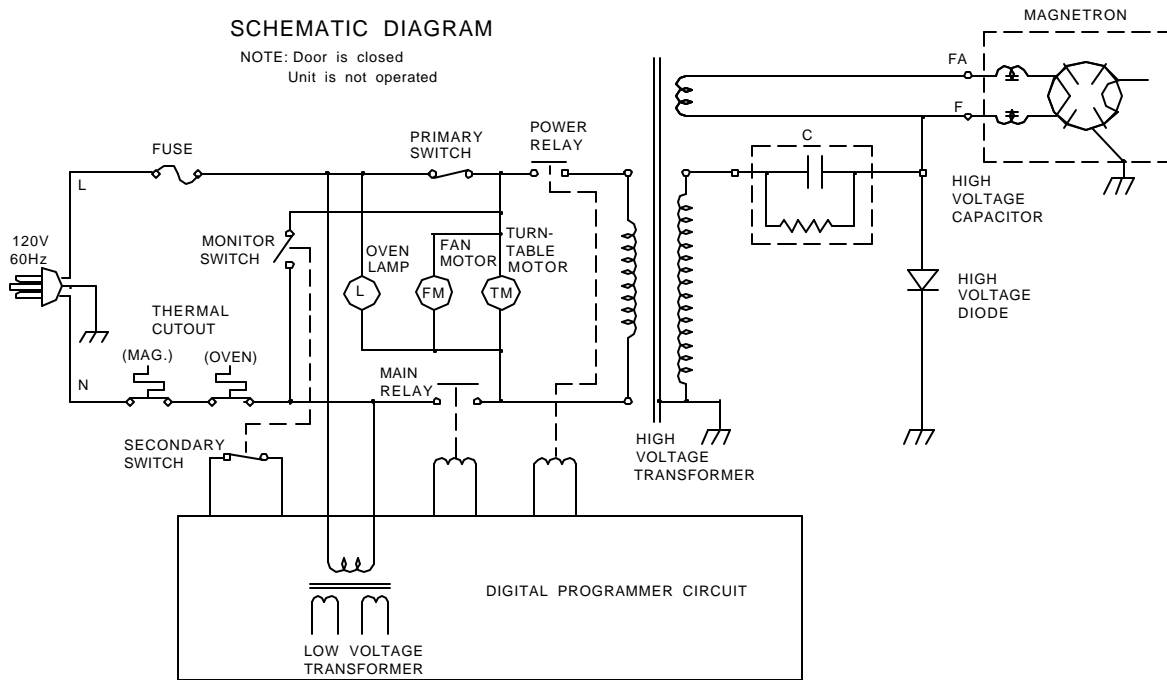 SCHEMATIC DIAGRAM
NOTE: Door is closed
Unit is not operated
MAGNETRON
FA
F
C
HIGH
VOLTAGE
CAPACITOR
HIGH
VOLTAGE
DIODE
FUSE
PRIMARY
SWITCH
POWER
RELAY
L
120V
60Hz
MONITOR
SWITCH
OVEN
LAMP
FAN
MOTOR
TURN-
TABLE
MOTOR
L
FM
TM
THERMAL
CUTOUT
(MAG.)
(OVEN)
N
MAIN
RELAY
SECONDARY
SWITCH
HIGH
VOLTAGE
TRANSFORMER
DIGITAL PROGRAMMER CIRCUIT
LOW VOLTAGE
TRANSFORMER